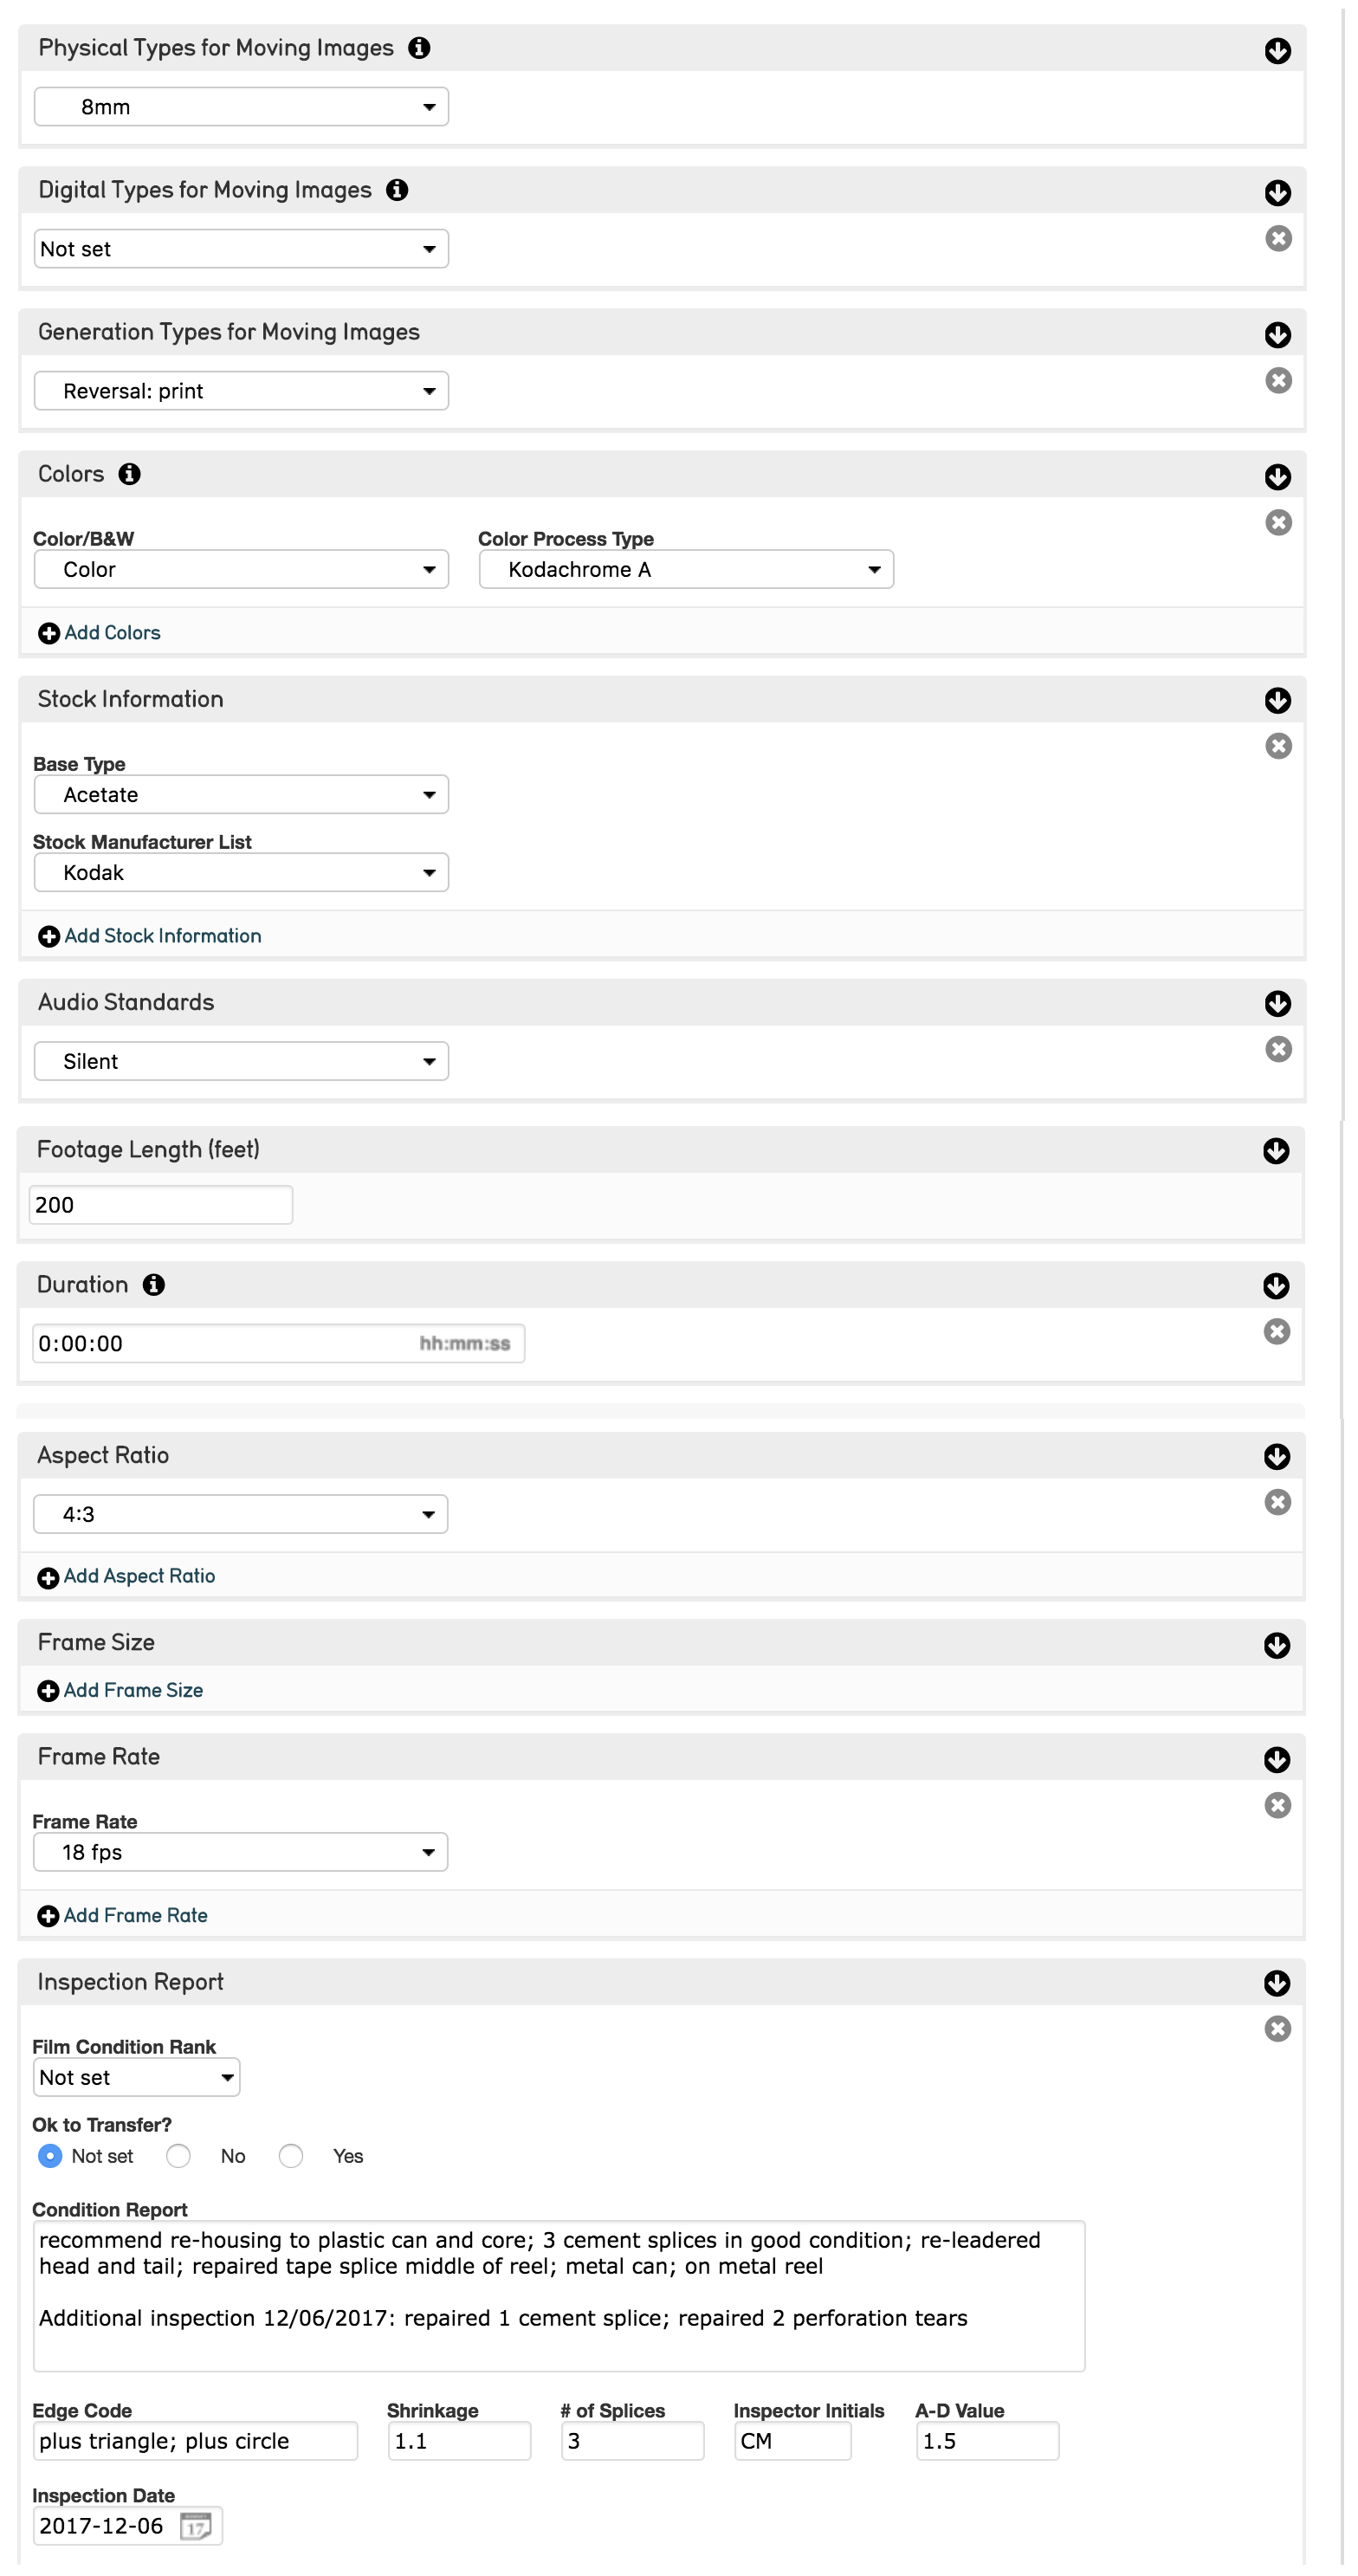 Physical Types for Moving Images
8mm
Digital Types for Moving Images
Not set
Generation Types for Moving Images
Reversal: print
Colors
Color/B&W
Color Process Type
Color
Kodachrome A
Add Colors
Stock Information
Base Type
Acetate
Stock Manufacturer List
Kodak
Add Stock Information
Audio Standards
Silent
Footage Length (feet)
200
Duration
0:00:00 hh:mm:ss
Aspect Ratio
4:3
Add Aspect Ratio
Frame Size
Add Frame Size
Frame Rate
Frame Rate
18 fps
Add Frame Rate
Inspection Report
Film Condition Rank
Not set
Ok to Transfer?
Not set No Yes
Condition Report
recommend re-housing to plastic can and core; 3 cement splices in good condition; re-leadered
head and tail; repaired tape splice middle of reel; metal can; on metal reel
Additional inspection 12/06/2017: repaired 1 cement splice; repaired 2 perforation tears
Edge Code Shrinkage # of Splices Inspector Initials A-D Value
plus triangle; plus circle 1.1 3 CM 1.5
Inspection Date
2017-12-06 17